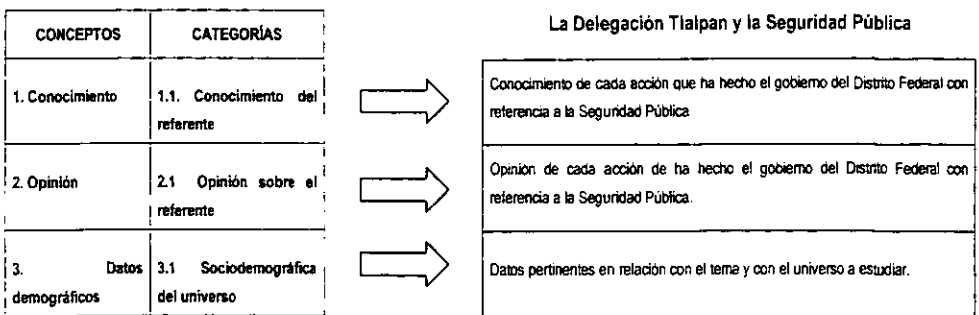 La Delegación Tlalpan y la Seguridad Pública
CONCEPTOS
CATEGORÍAS
1. Conocimiento
1.1. Conocimiento del
referente
Conocimiento de cada acción que ha hecho el gobierno del Distrito Federal con
referencia a la Seguridad Pública
2. Opinión
2.1 Opinión sobre el
referente
Opinión de cada acción de ha hecho el gobierno del Distrito Federal con
referencia a la Seguridad Pública.
3. Datos
demográficos
3.1 Sociodemográfica
del universo
Datos pertinentes en relación con el tema y con el universo a estudiar.